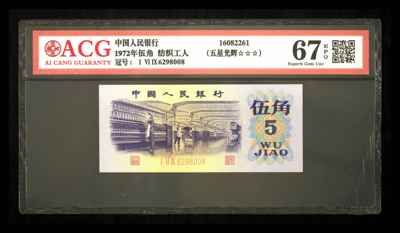 ACG
AI CANG GUARANTY
中国人民银行
1972年伍角 纺织工人
冠号: I VI IX 6298008
16082261
(五星光辉☆☆☆)
67 EPQ
Superb Gem Unc
中國人民銀行
伍角
5
WU
JIAO
I VI IX 6298008